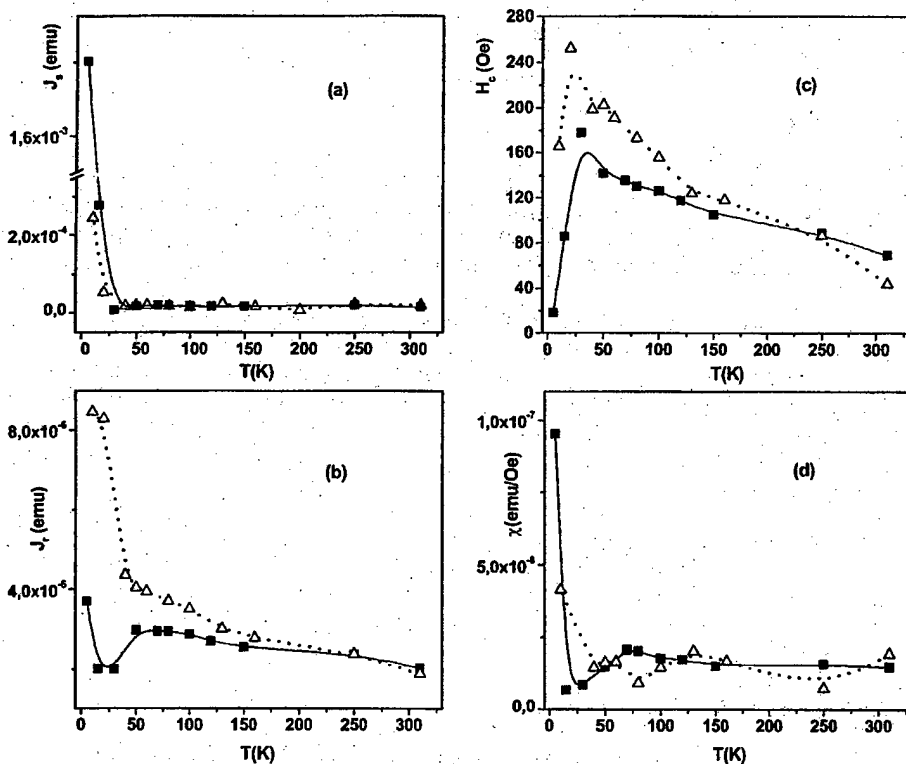 J_s (emu)
1,6x10^-3
2,0x10^-4
0,0
(a)
0 50 100 150 200 250 300
T(K)
H_c (Oe)
280
240
200
160
120
80
40
0
(c)
0 50 100 150 200 250 300
T(K)
J_r (emu)
8,0x10^-6
4,0x10^-6
(b)
0 50 100 150 200 250 300
T(K)
χ(emu/Oe)
1,0x10^-7
5,0x10^-8
0,0
(d)
0 50 100 150 200 250 300
T(K)